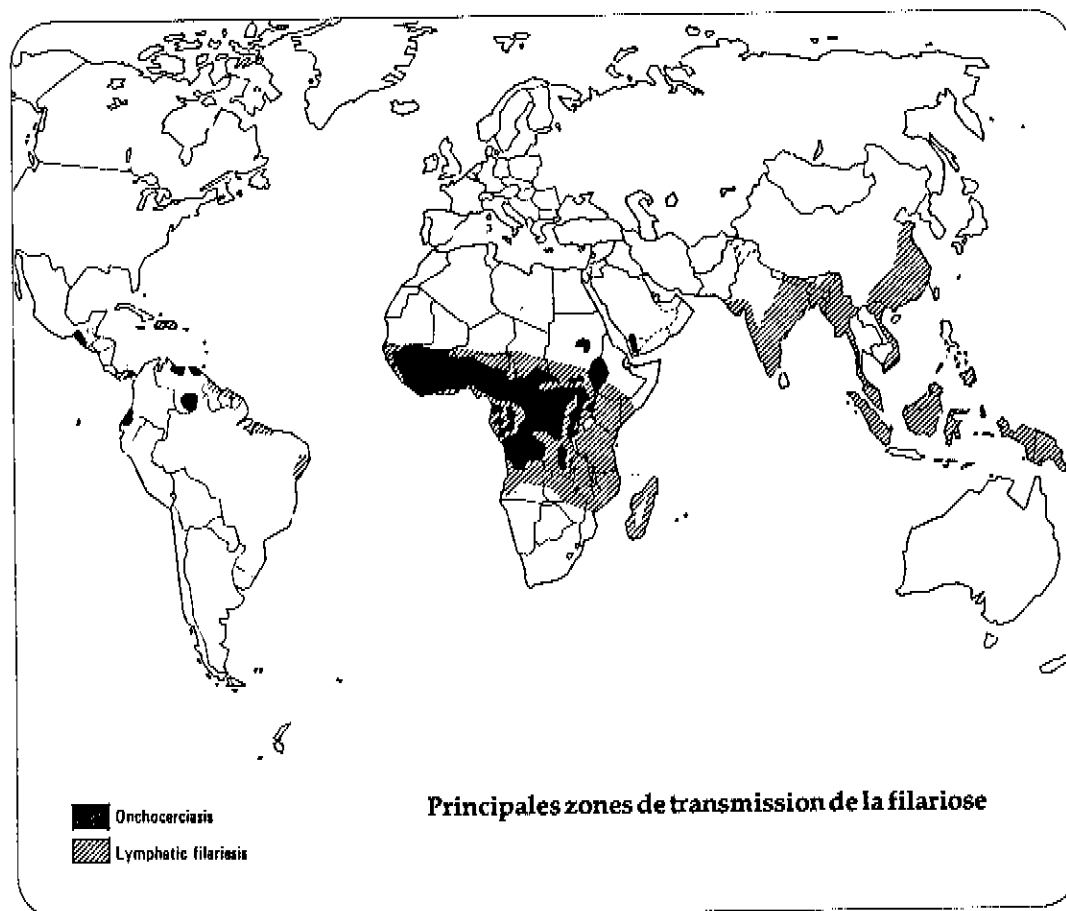 Principales zones de transmission de la filariose
Onchocerciasis
Lymphatic filariasis